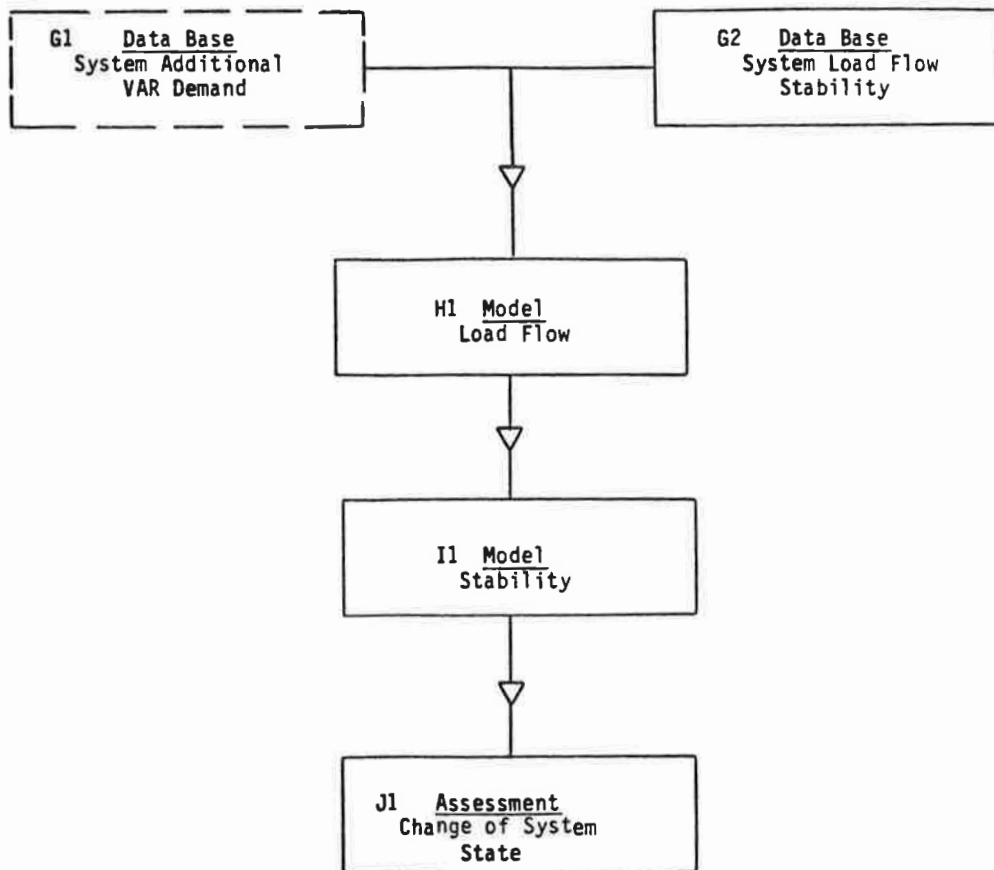 G1 Data Base
System Additional
VAR Demand
G2 Data Base
System Load Flow
Stability
H1 Model
Load Flow
I1 Model
Stability
J1 Assessment
Change of System
State